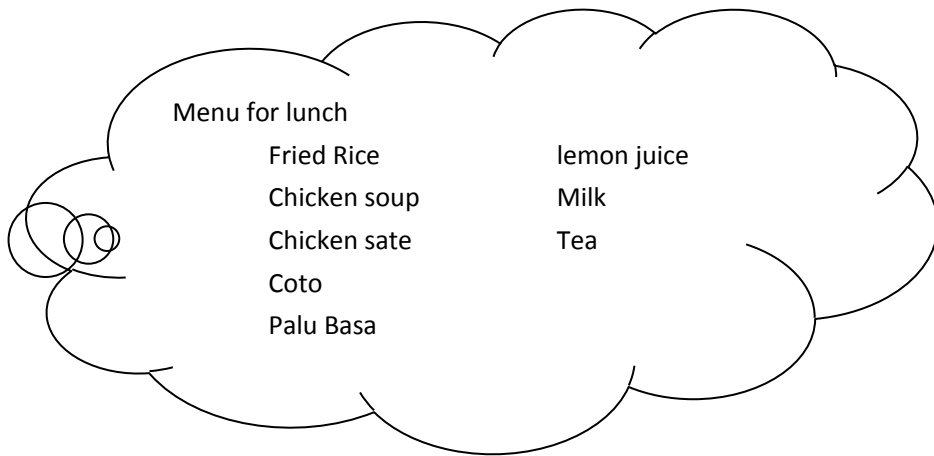 Menu for lunch
Fried Rice lemon juice
Chicken soup Milk
Chicken sate Tea
Coto
Palu Basa